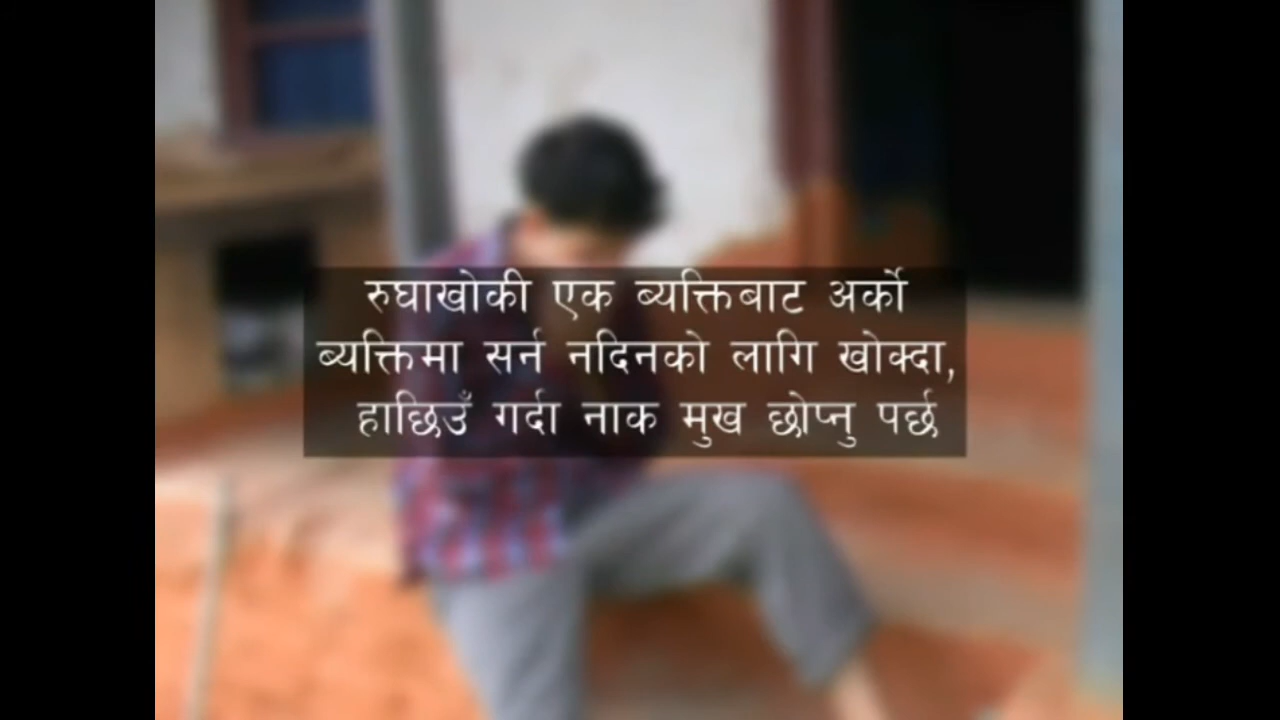 रुघाखोकी एक ब्यक्तिबाट अर्को
ब्यक्तिमा सर्न नदिनको लागि खोक्दा,
हाछिउँ गर्दा नाक मुख छोप्नु पर्छ